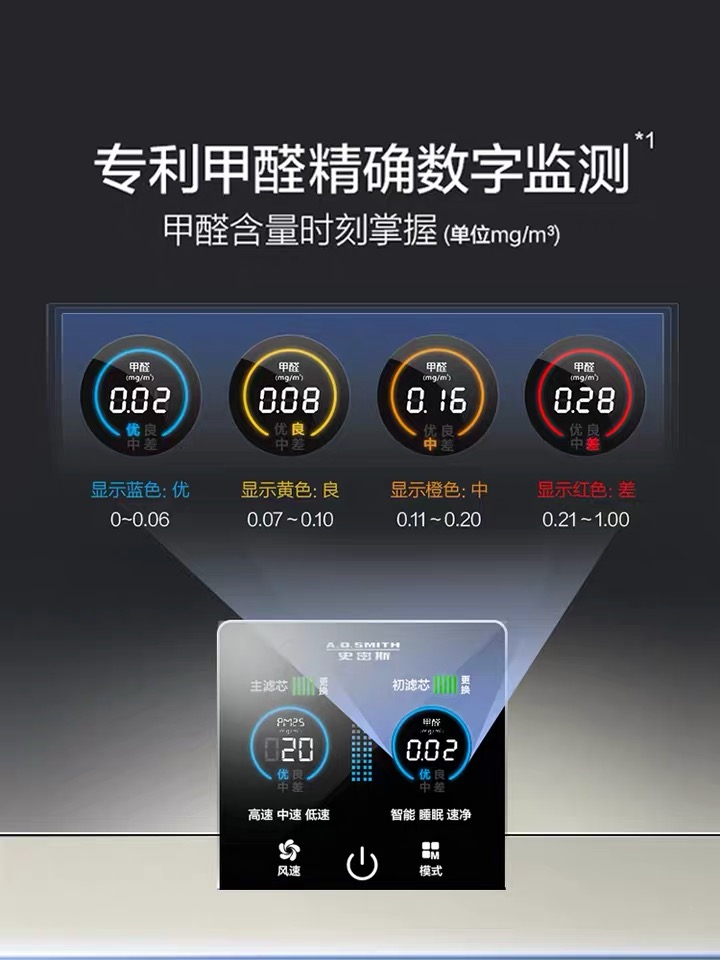 专利甲醛精确数字监测*1
甲醛含量时刻掌握 (单位mg/m³)
甲醛
(mg/m³)
0.02
优 良
中 差
甲醛
(mg/m³)
0.08
优 良
中 差
甲醛
(mg/m³)
0.16
优 良
中 差
甲醛
(mg/m³)
0.28
优 良
中 差
显示蓝色: 优
0~0.06
显示黄色: 良
0.07~0.10
显示橙色: 中
0.11~0.20
显示红色: 差
0.21~1.00
A.O.SMITH
史密斯
主滤芯 更换
初滤芯 更换
PM25
020
优 良
中 差
甲醛
0.02
优 良
中 差
高速 中速 低速
智能 睡眠 速净
风速
M
模式